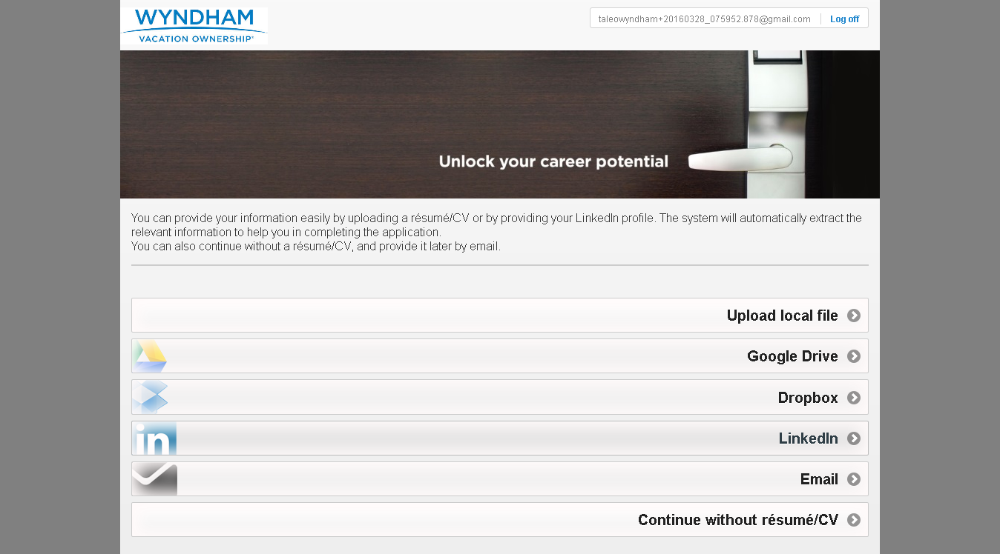 WYNDHAM
VACATION OWNERSHIP®
taleowyndham+20160328_075952.878@gmail.com
Log off
Unlock your career potential
You can provide your information easily by uploading a résumé/CV or by providing your LinkedIn profile. The system will automatically extract the
relevant information to help you in completing the application.
You can also continue without a résumé/CV, and provide it later by email.
Upload local file
Google Drive
Dropbox
in
LinkedIn
Email
Continue without résumé/CV